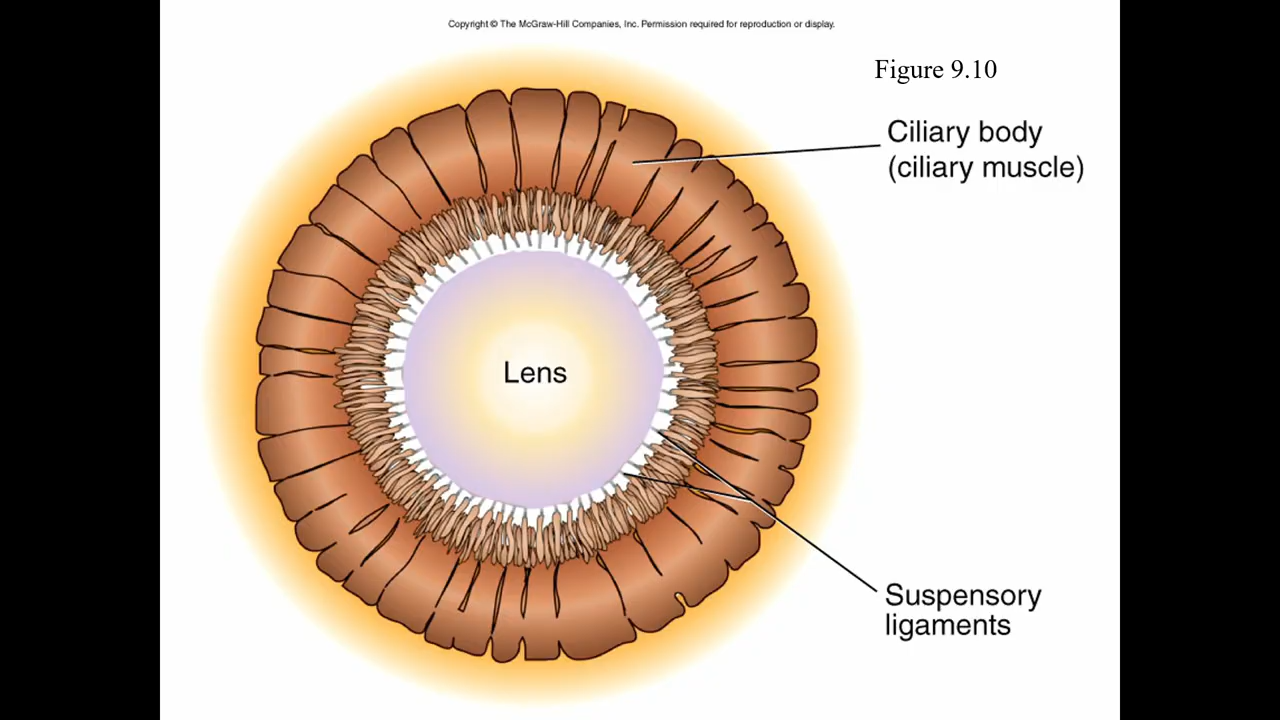 Copyright © The McGraw-Hill Companies, Inc. Permission required for reproduction or display.
Figure 9.10
Ciliary body
(ciliary muscle)
Lens
Suspensory
ligaments